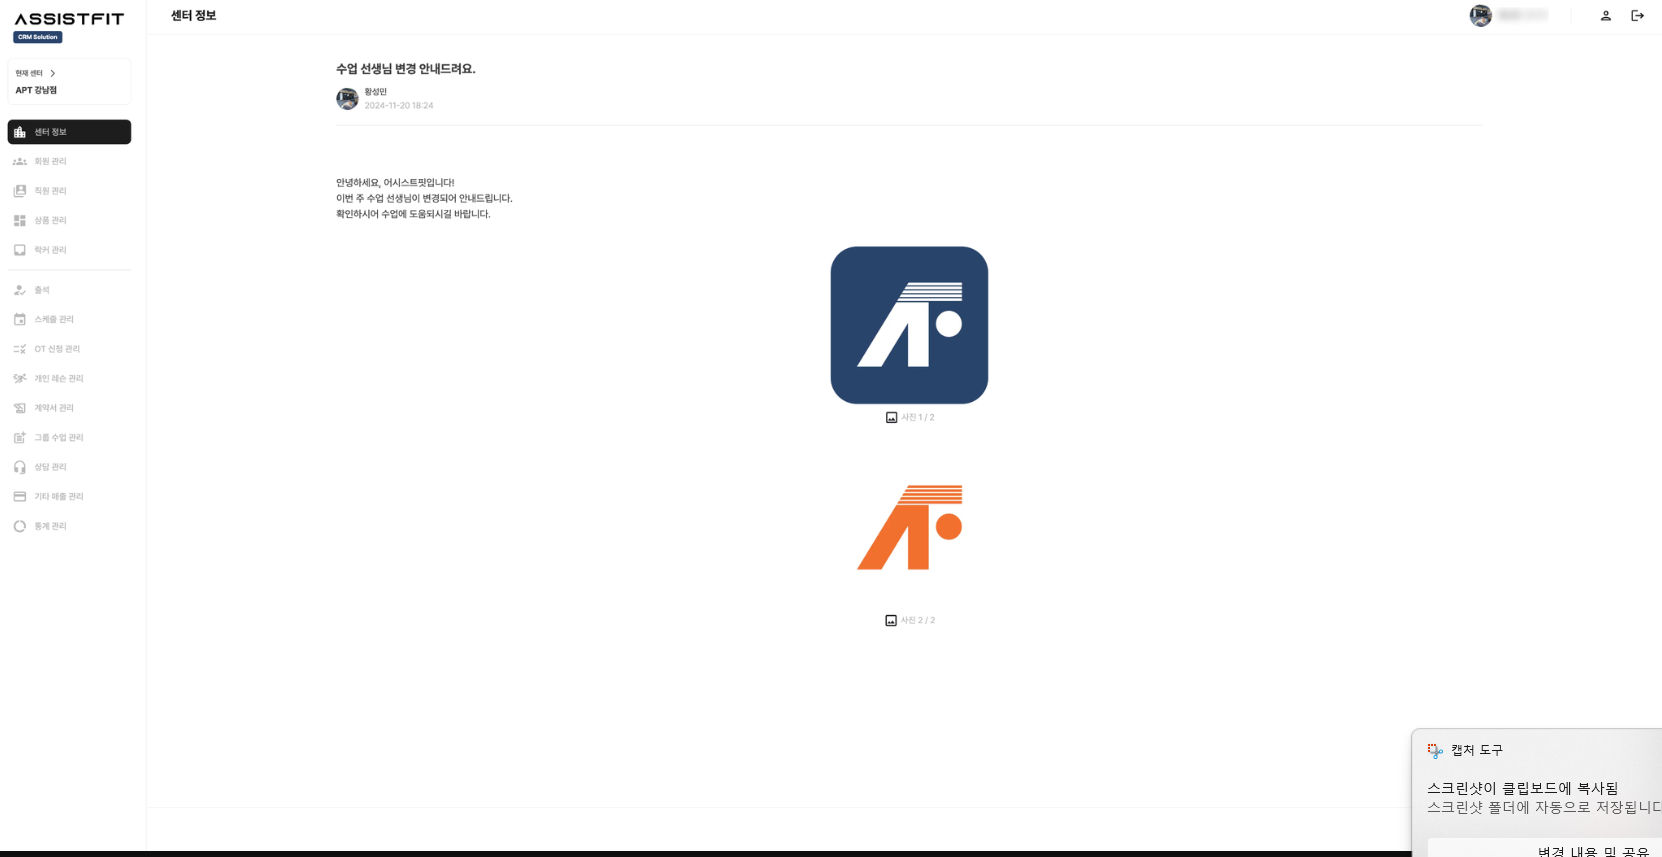 ASSISTFIT
CRM Solution
현재 센터
APT 강남점
센터 정보
회원 관리
직원 관리
상품 관리
락커 관리
출석
스케줄 관리
OT 신청 관리
개인 레슨 관리
계약서 관리
그룹 수업 관리
상담 관리
기타 매출 관리
통계 관리
센터 정보
수업 선생님 변경 안내드려요.
황성민
2024-11-20 18:24
안녕하세요, 어시스트핏입니다!
이번 주 수업 선생님이 변경되어 안내드립니다.
확인하시어 수업에 도움되시길 바랍니다.
사진 1 / 2
사진 2 / 2
캡처 도구
스크린샷이 클립보드에 복사됨
스크린샷 폴더에 자동으로 저장됩니다
변경 내용 및 공유